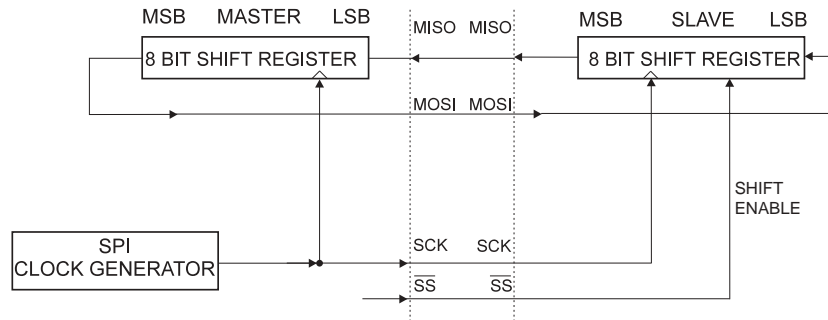 MSB MASTER LSB
MISO MISO
MSB SLAVE LSB
8 BIT SHIFT REGISTER
8 BIT SHIFT REGISTER
MOSI MOSI
SHIFT
ENABLE
SPI
CLOCK GENERATOR
SCK SCK
SS SS